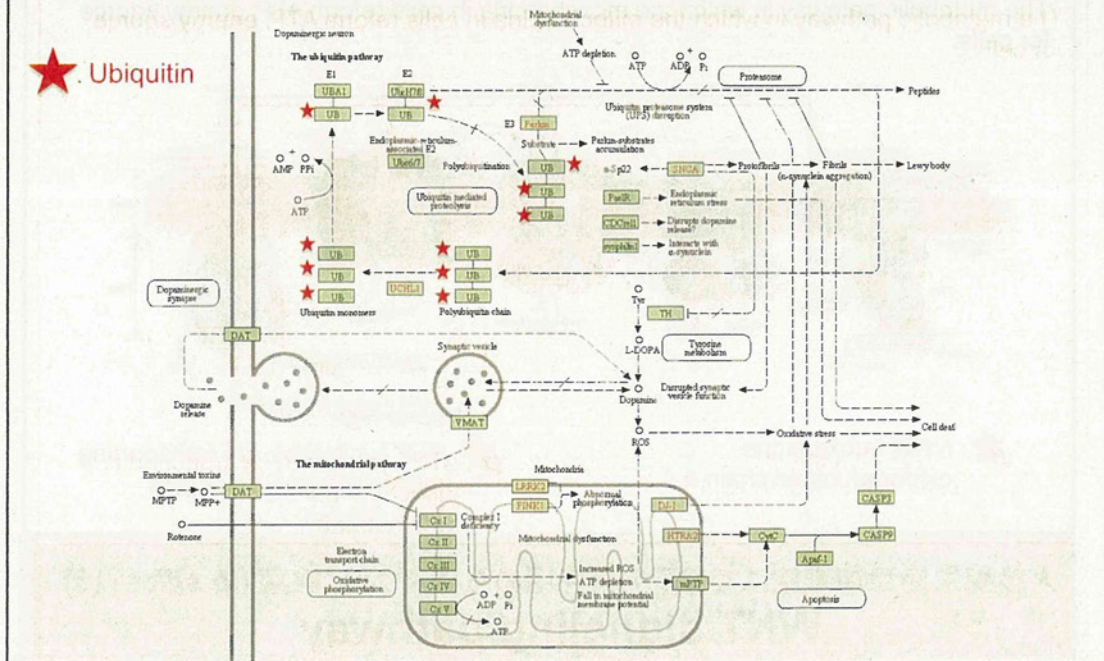 Ubiquitin
Dopaminergic neuron
The ubiquitin pathway
E1
E2
UBA1
UbcH7/8
UB
UB
Endoplasmic-reticulum-
associated E2
Ube6/7
AMP + PPi
ATP
Ubiquitin mediated
proteolysis
Polyubiquitination
Mitochondrial
dysfunction
ATP depletion
ATP
ADP + Pi
Proteasome
Peptides
Ubiquitin proteasome system
(UPS) disruption
E3
Parkin
Substrate
Parkin-substrates
accumulation
UB
UB
UB
α-Sp22
SNCA
Protofibrils
Fibrils
(α-synuclein aggregation)
Lewy body
PaelR
Endoplasmic
reticulum stress
CDCrel1
Disrupts dopamine
release?
Interacts with
α-synuclein
UB
UB
UB
Ubiquitin monomers
UCHL1
UB
UB
UB
Polyubiquitin chain
Dopaminergic
synapse
DAT
Dopamine
release
Synaptic vesicle
VMAT
Tyr
TH
L-DOPA
Tyrosine
metabolism
Dopamine
Disrupted synaptic
vesicle function
ROS
Oxidative stress
Cell deaf
The mitochondrial pathway
Environmental toxins
MPTP
MPP+
DAT
Rotenone
Mitochondria
LRRK2
PINK1
Abnormal
phosphorylation
DJ-1
HTRA2
Cx I
Complex I
deficiency
Cx II
Cx III
Cx IV
Cx V
Electron
transport chain
Oxidative
phosphorylation
Mitochondrial dysfunction
Increased ROS
ATP depletion
Fall in mitochondrial
membrane potential
ADP + Pi
ATP
mPTP
CytC
Apaf-1
CASP9
CASP3
Apoptosis